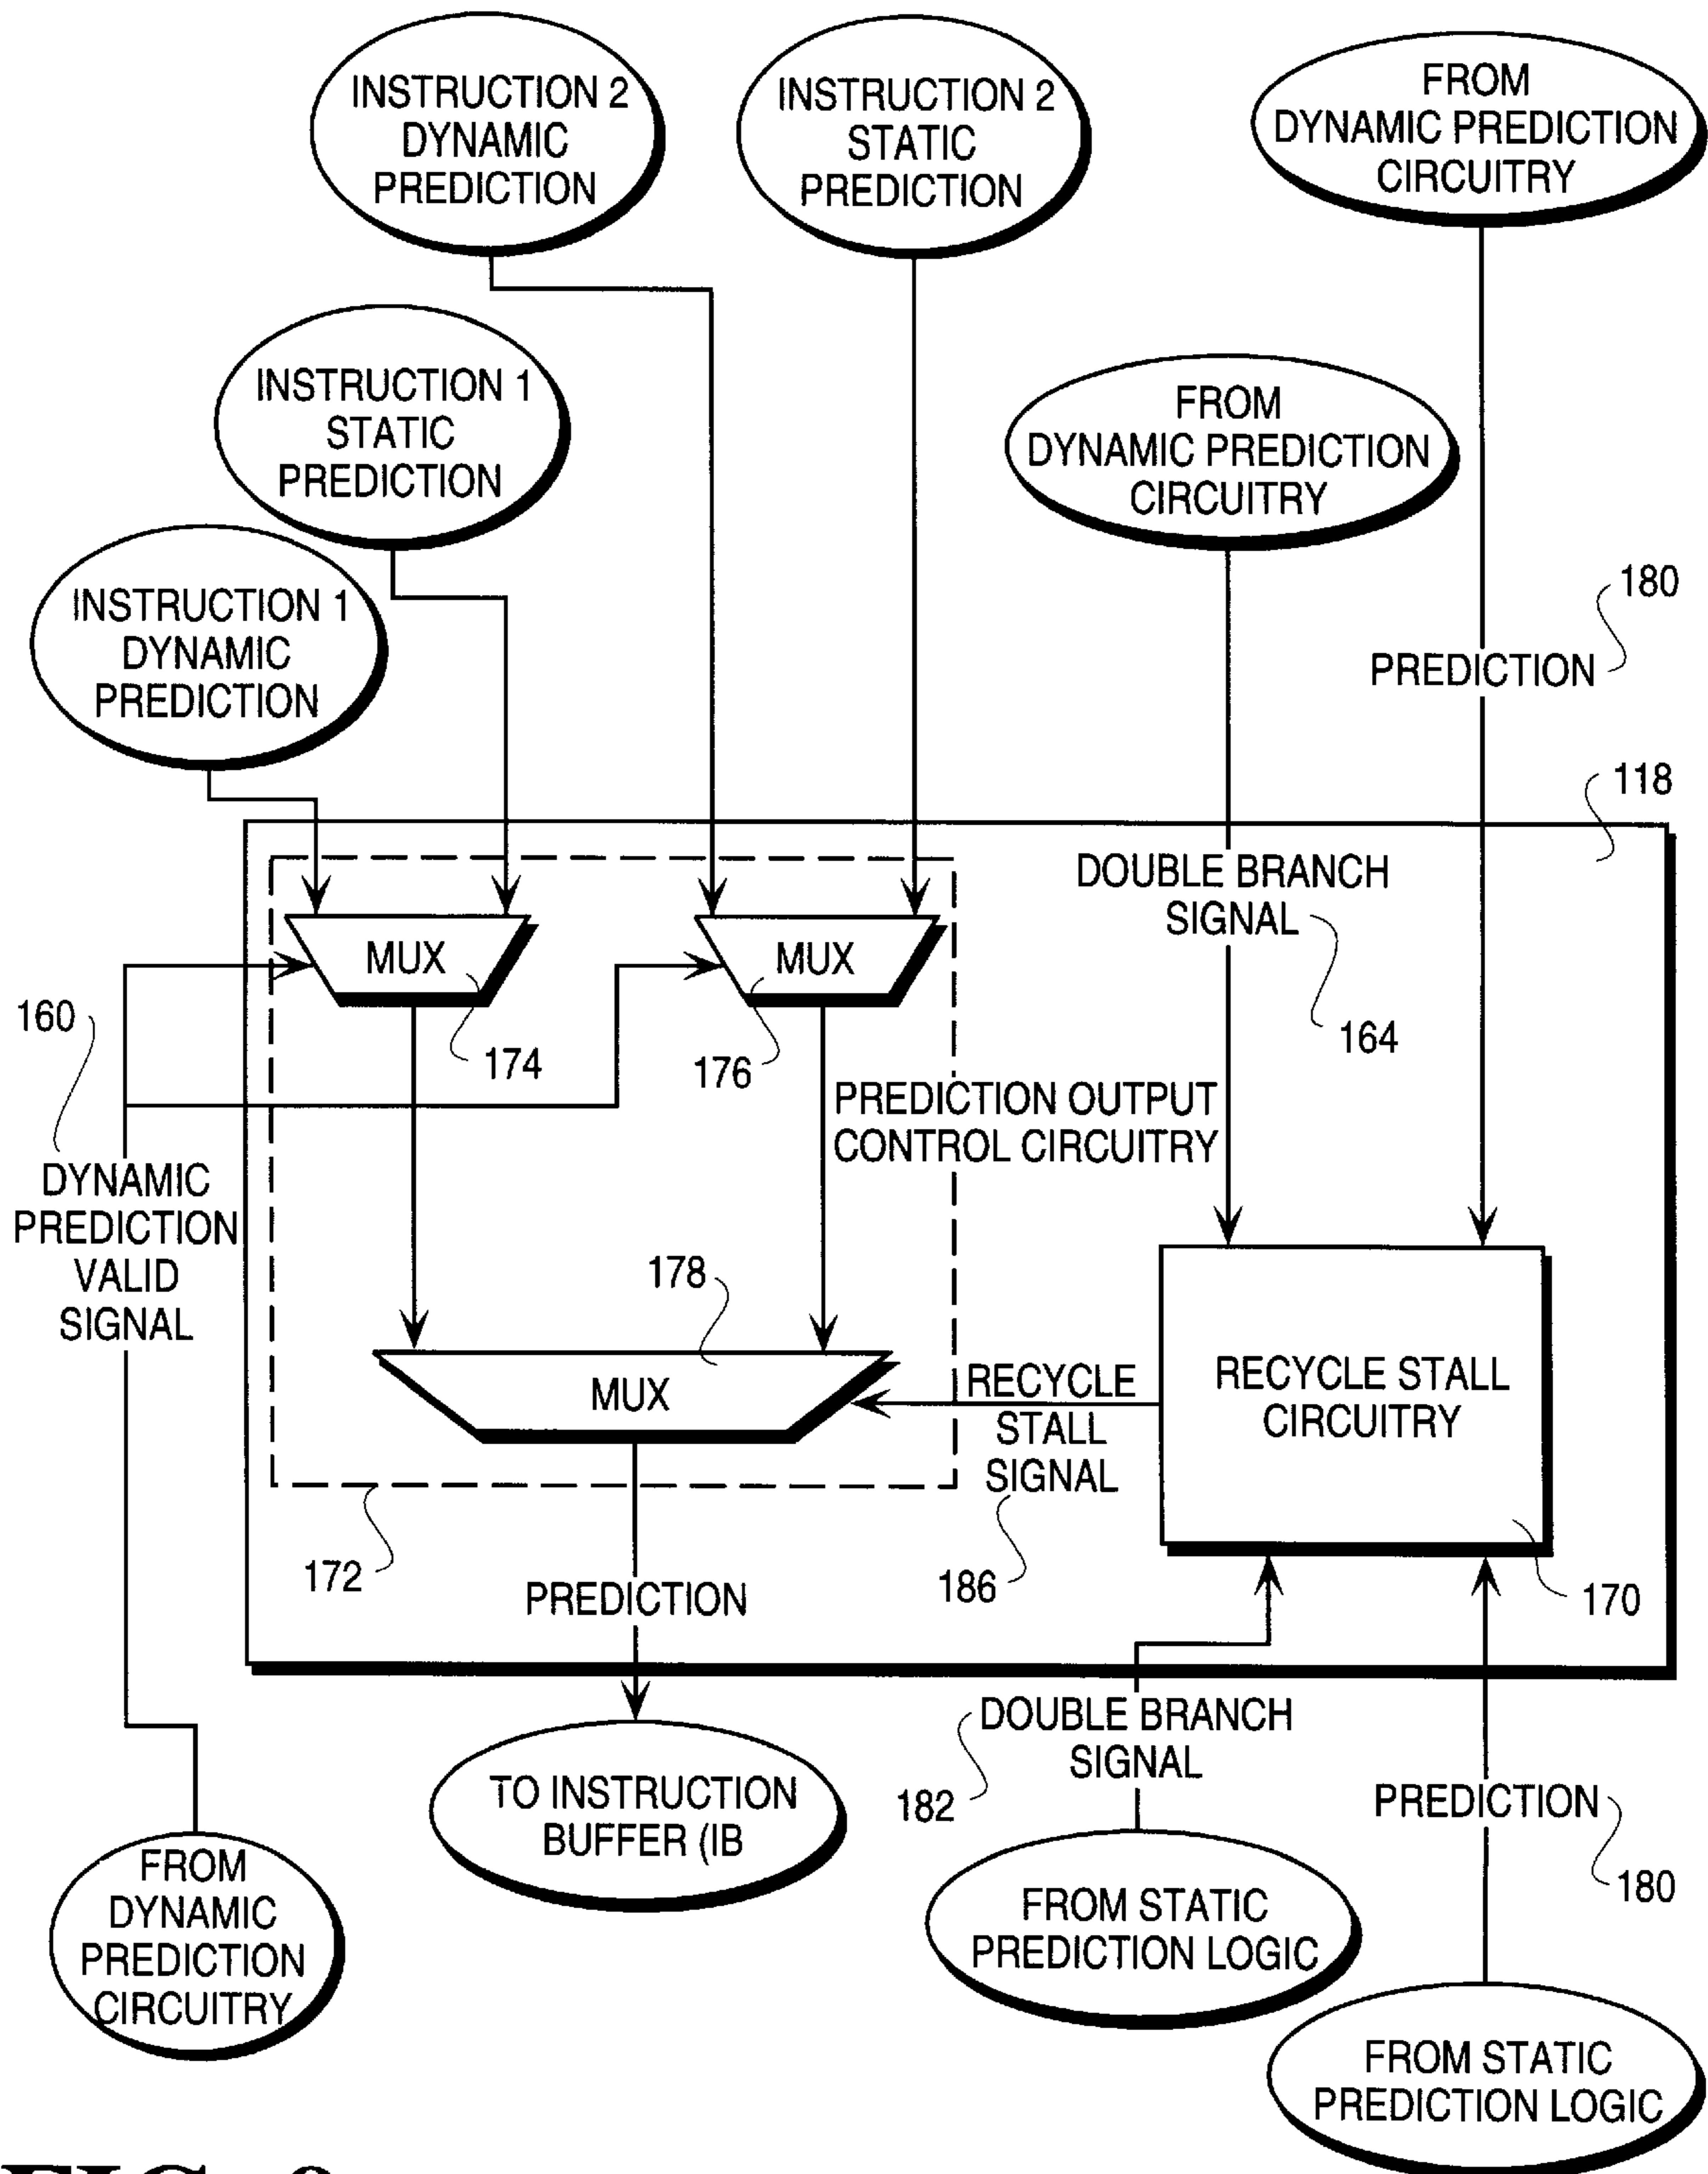 INSTRUCTION 2
DYNAMIC
PREDICTION
INSTRUCTION 2
STATIC
PREDICTION
FROM
DYNAMIC PREDICTION
CIRCUITRY
INSTRUCTION 1
STATIC
PREDICTION
FROM
DYNAMIC PREDICTION
CIRCUITRY
INSTRUCTION 1
DYNAMIC
PREDICTION
180
PREDICTION
118
DOUBLE BRANCH
SIGNAL
164
MUX
174
MUX
176
160
DYNAMIC
PREDICTION
VALID
SIGNAL
PREDICTION OUTPUT
CONTROL CIRCUITRY
178
MUX
RECYCLE
STALL
SIGNAL
186
RECYCLE STALL
CIRCUITRY
170
172
PREDICTION
TO INSTRUCTION
BUFFER (IB
DOUBLE BRANCH
SIGNAL
182
PREDICTION
180
FROM
DYNAMIC
PREDICTION
CIRCUITRY
FROM STATIC
PREDICTION LOGIC
FROM STATIC
PREDICTION LOGIC